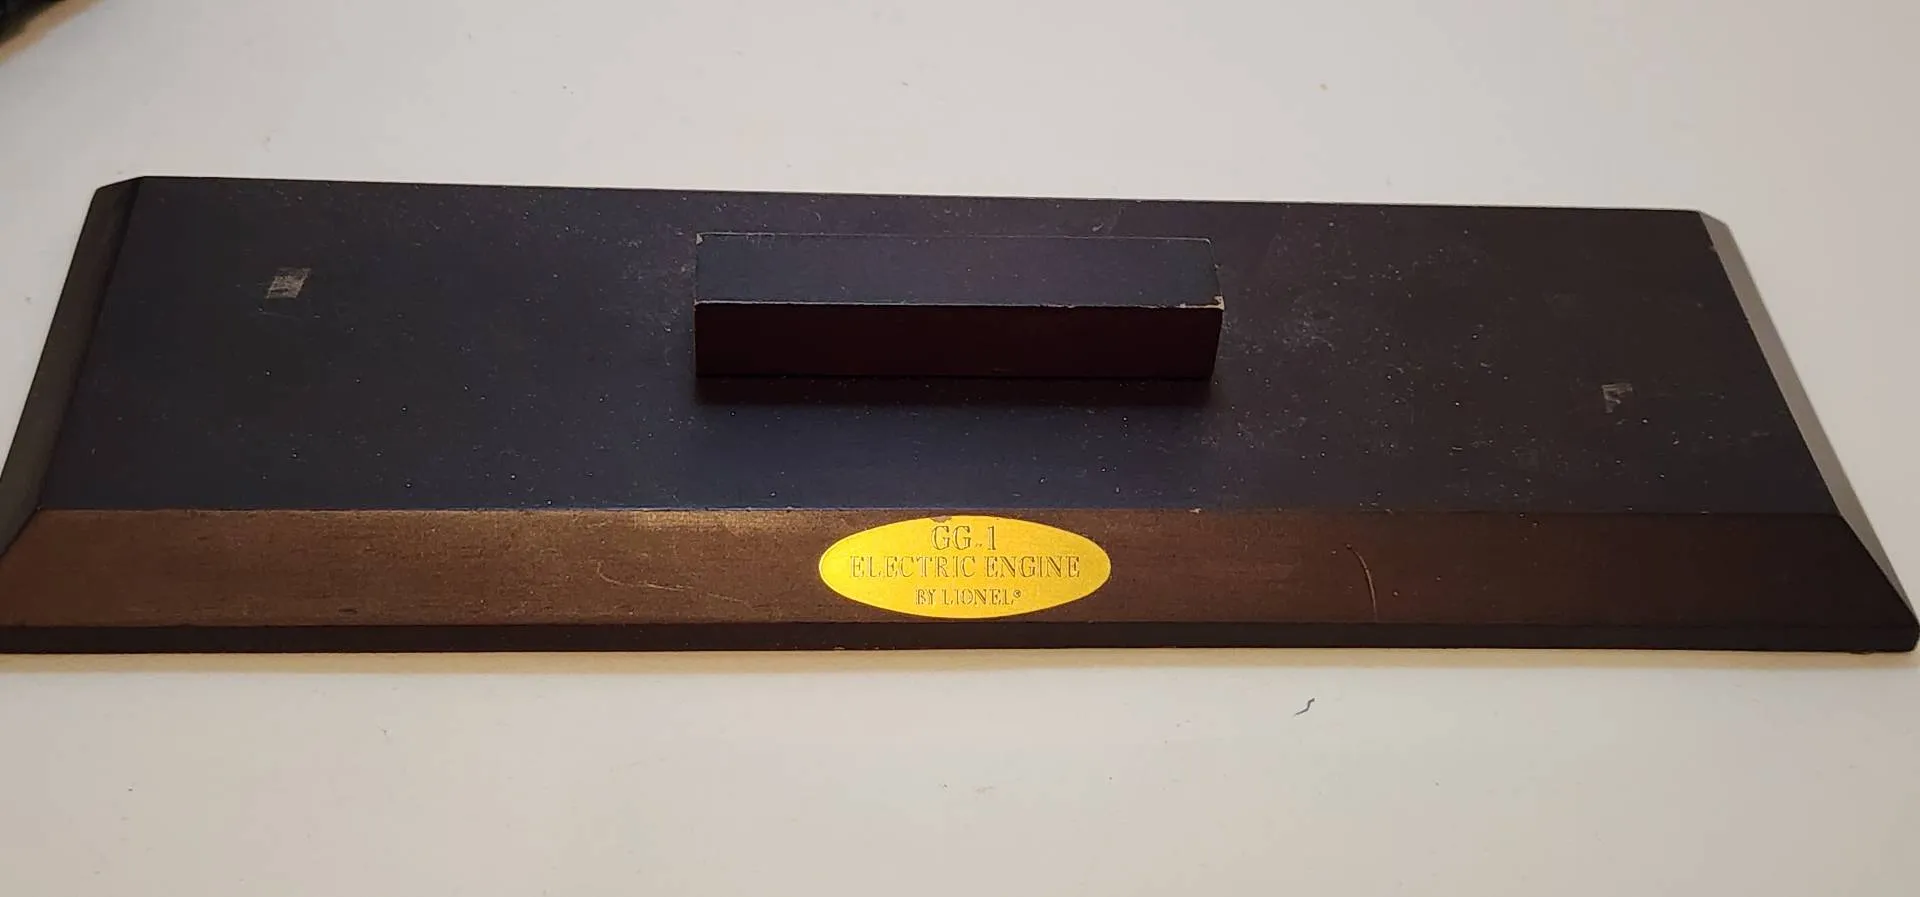 GG-1
ELECTRIC ENGINE
BY LIONEL®